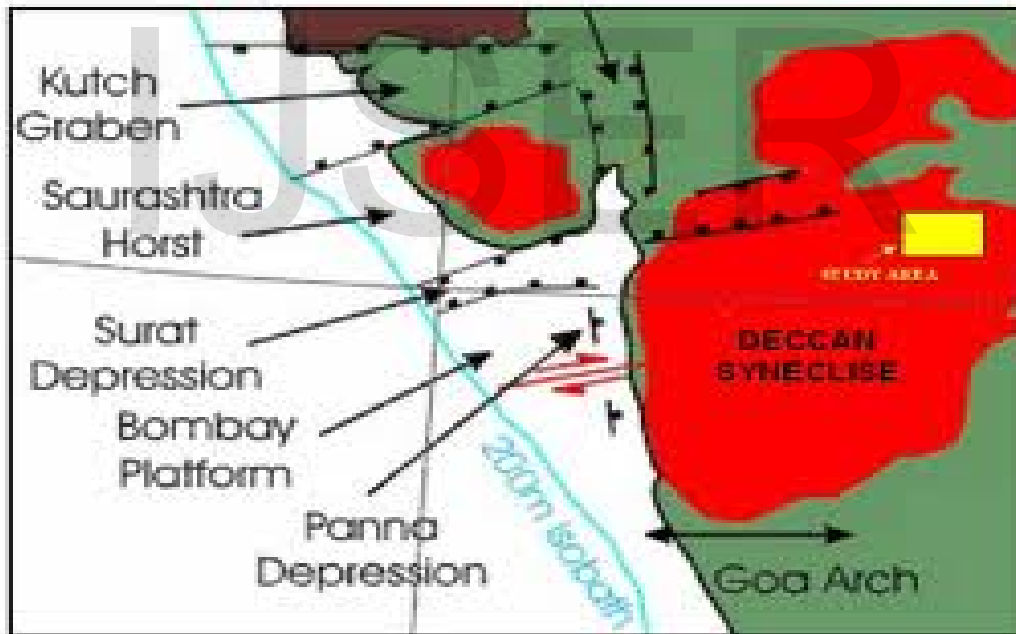 IJSER
Kutch
Graben
Saurashtra
Horst
STUDY AREA
Surat
Depression
DECCAN
SYNECLISE
Bombay
Platform
200m Isobath
Panna
Depression
Goa Arch